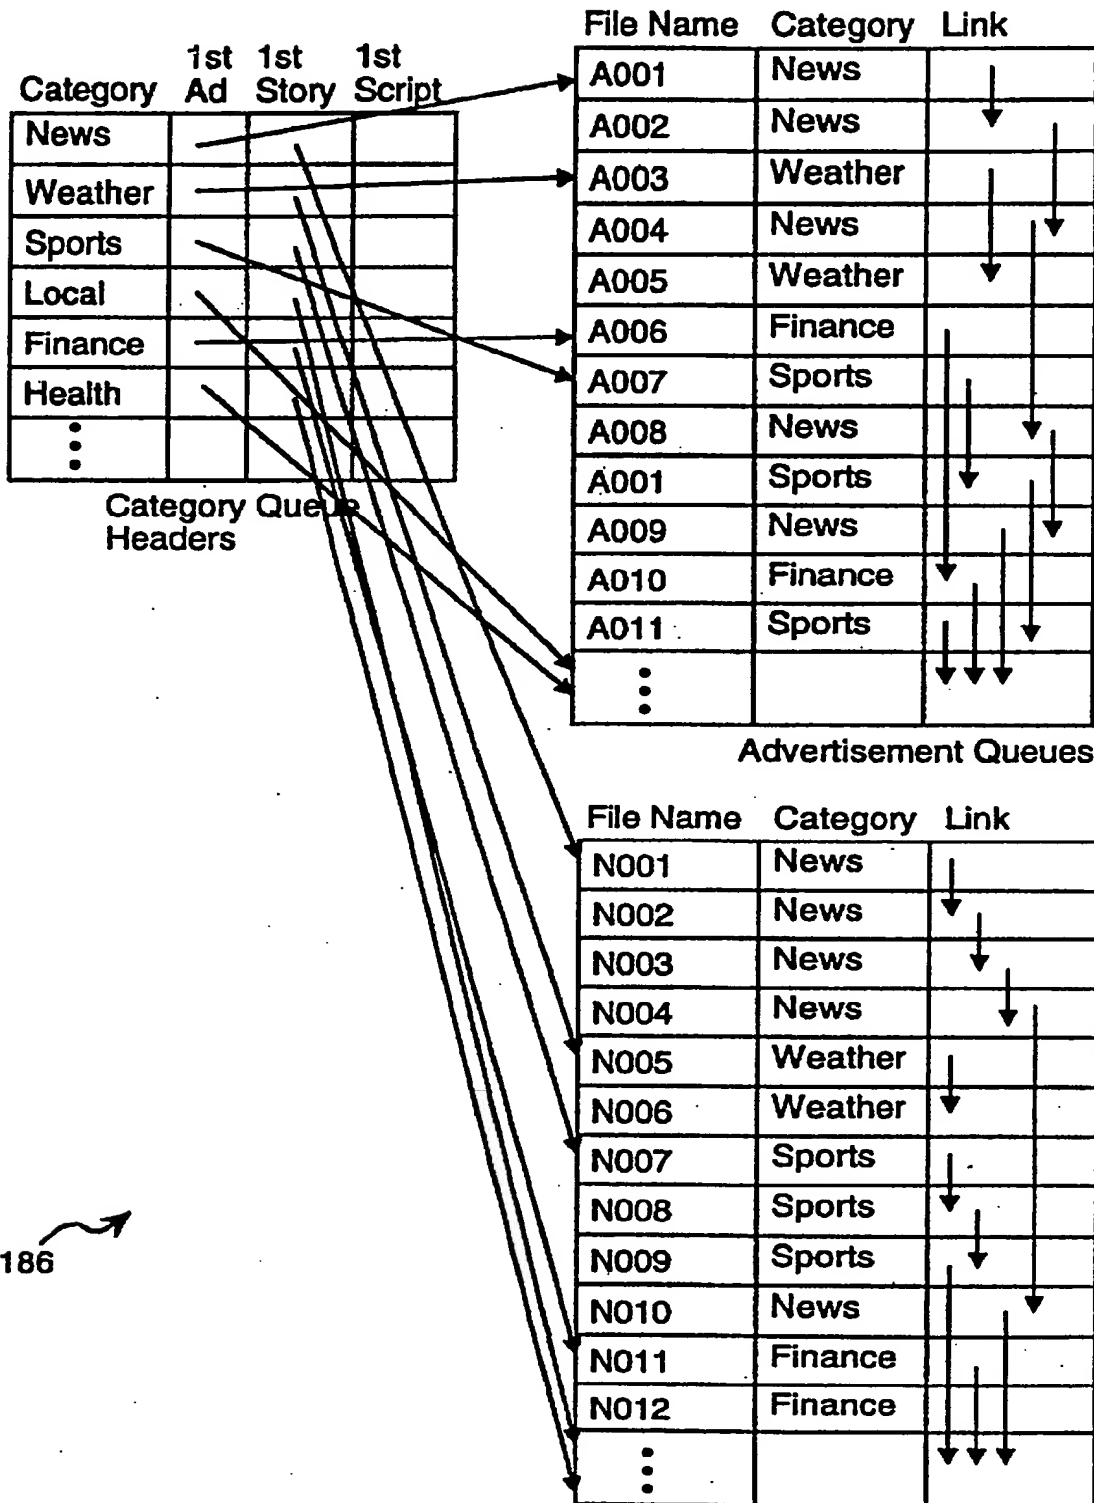 Category 1st Ad 1st Story 1st Script
News
Weather
Sports
Local
Finance
Health
Category Queue
Headers
File Name Category Link
A001 News
A002 News
A003 Weather
A004 News
A005 Weather
A006 Finance
A007 Sports
A008 News
A001 Sports
A009 News
A010 Finance
A011 Sports
Advertisement Queues
File Name Category Link
N001 News
N002 News
N003 News
N004 News
N005 Weather
N006 Weather
N007 Sports
N008 Sports
N009 Sports
N010 News
N011 Finance
N012 Finance
186